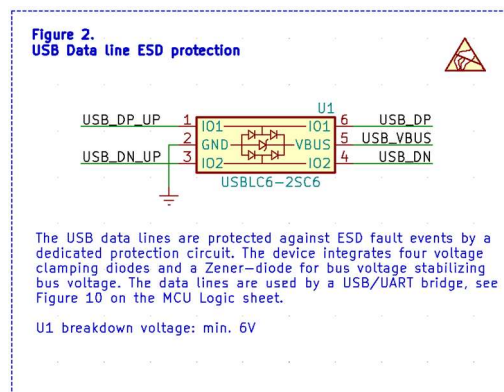 Figure 2.
USB Data line ESD protection
U1
USB_DP_UP 1 IO1 IO1 6 USB_DP
2 GND VBUS 5 USB_VBUS
USB_DN_UP 3 IO2 IO2 4 USB_DN
USBLC6-2SC6
The USB data lines are protected against ESD fault events by a
dedicated protection circuit. The device integrates four voltage
clamping diodes and a Zener-diode for bus voltage stabilizing
bus voltage. The data lines are used by a USB/UART bridge, see
Figure 10 on the MCU Logic sheet.
U1 breakdown voltage: min. 6V